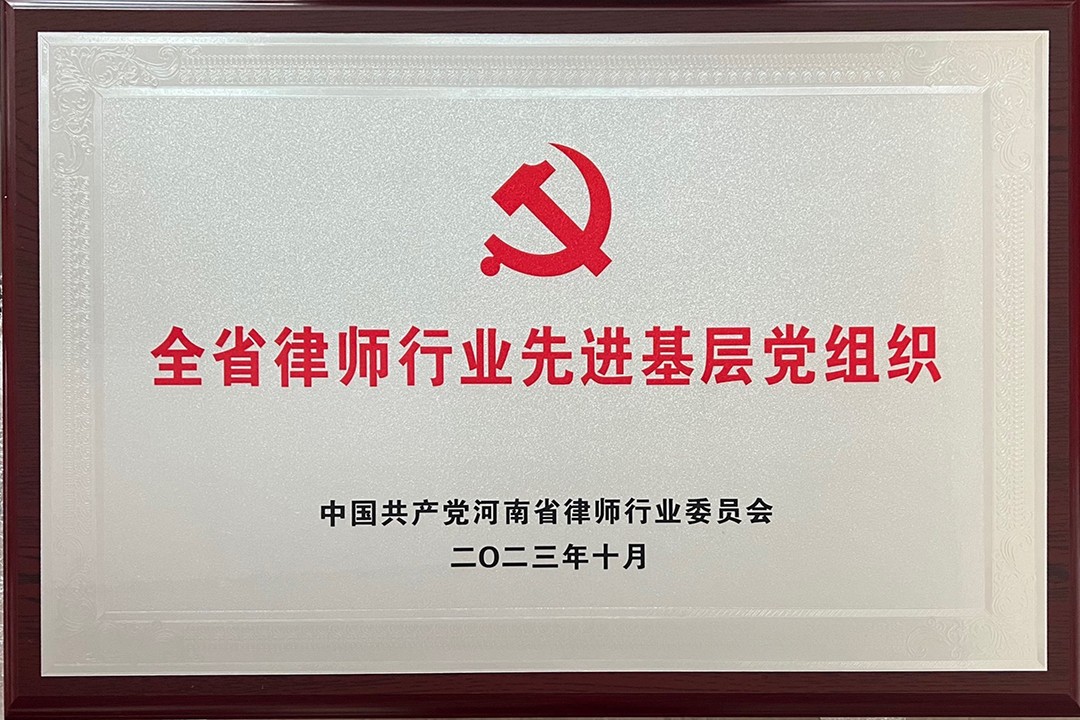 全省律师行业先进基层党组织
中国共产党河南省律师行业委员会
二〇二三年十月